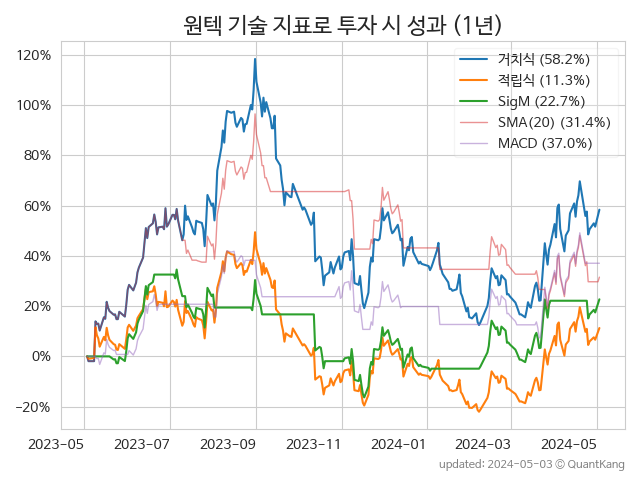 원텍 기술 지표로 투자 시 성과 (1년)
거치식 (58.2%)
적립식 (11.3%)
SigM (22.7%)
SMA(20) (31.4%)
MACD (37.0%)
120%
100%
80%
60%
40%
20%
0%
−20%
2023-05
2023-07
2023-09
2023-11
2024-01
2024-03
2024-05
updated: 2024-05-03 ⓒ QuantKang